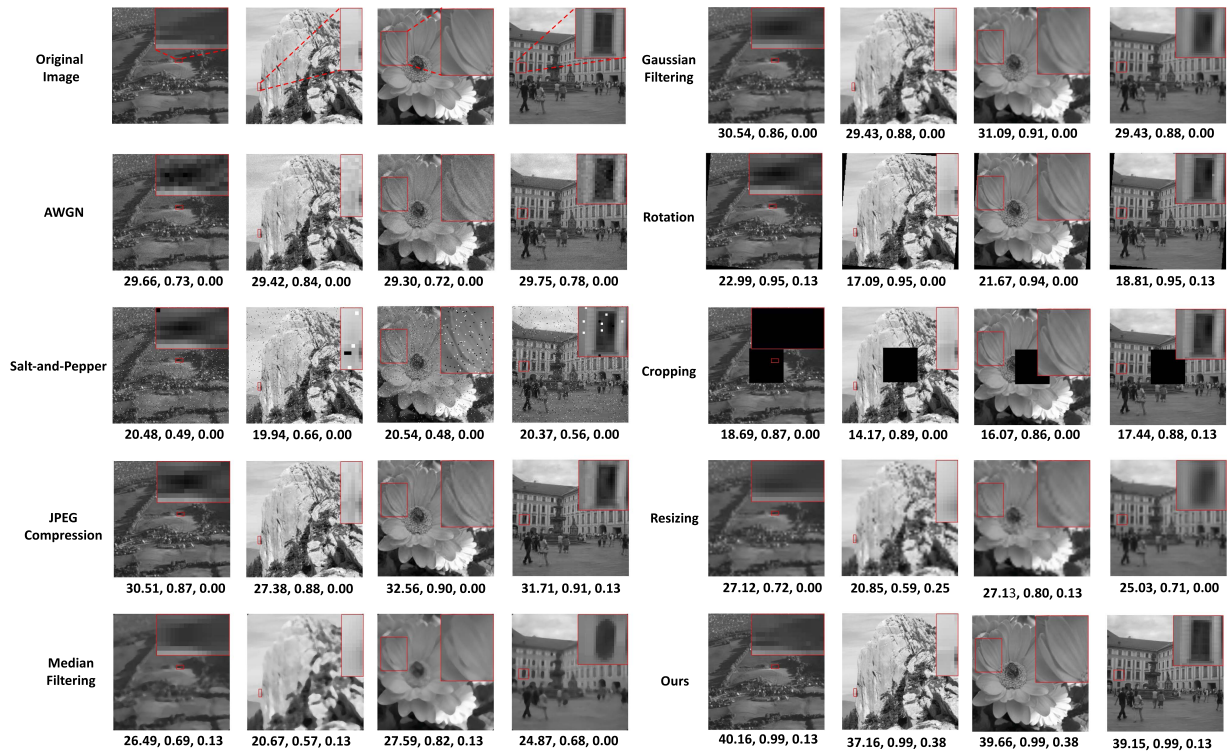 Original
Image
Gaussian
Filtering
30.54, 0.86, 0.00
29.43, 0.88, 0.00
31.09, 0.91, 0.00
29.43, 0.88, 0.00
AWGN
29.66, 0.73, 0.00
29.42, 0.84, 0.00
29.30, 0.72, 0.00
29.75, 0.78, 0.00
Rotation
22.99, 0.95, 0.13
17.09, 0.95, 0.00
21.67, 0.94, 0.00
18.81, 0.95, 0.13
Salt-and-Pepper
20.48, 0.49, 0.00
19.94, 0.66, 0.00
20.54, 0.48, 0.00
20.37, 0.56, 0.00
Cropping
18.69, 0.87, 0.00
14.17, 0.89, 0.00
16.07, 0.86, 0.00
17.44, 0.88, 0.13
JPEG
Compression
30.51, 0.87, 0.00
27.38, 0.88, 0.00
32.56, 0.90, 0.00
31.71, 0.91, 0.13
Resizing
27.12, 0.72, 0.00
20.85, 0.59, 0.25
27.13, 0.80, 0.13
25.03, 0.71, 0.00
Median
Filtering
26.49, 0.69, 0.13
20.67, 0.57, 0.13
27.59, 0.82, 0.13
24.87, 0.68, 0.00
Ours
40.16, 0.99, 0.13
37.16, 0.99, 0.38
39.66, 0.99, 0.38
39.15, 0.99, 0.13